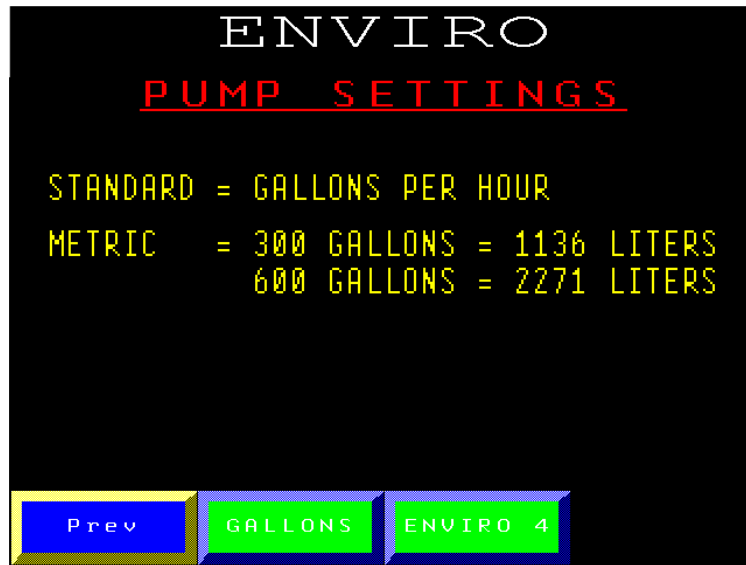 ENVIRO
PUMP SETTINGS
STANDARD = GALLONS PER HOUR
METRIC = 300 GALLONS = 1136 LITERS
600 GALLONS = 2271 LITERS
Prev GALLONS ENVIRO 4